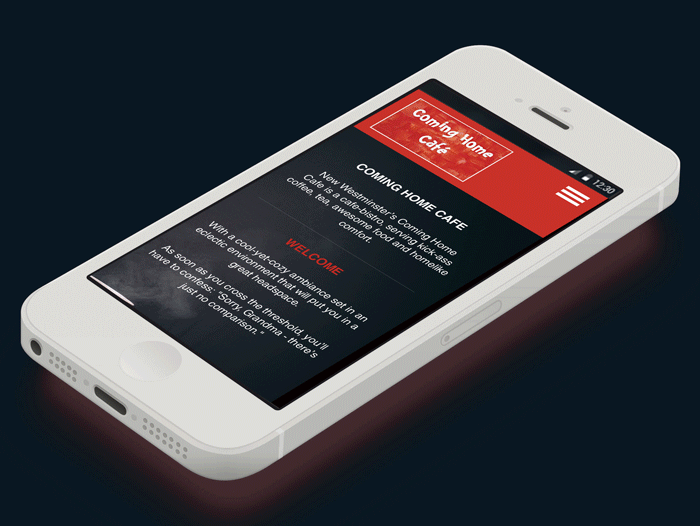 12:30
Coming Home
Café
COMING HOME CAFE
New Westminster's Coming Home
Cafe is a cafe-bistro, serving kick-ass
coffee, tea, awesome food and homelike
comfort.
WELCOME
With a cool-yet-cozy ambiance set in an
eclectic environment that will put you in a
great headspace.
As soon as you cross the threshold, you'll
have to confess: "Sorry, Grandma - there's
just no comparison."